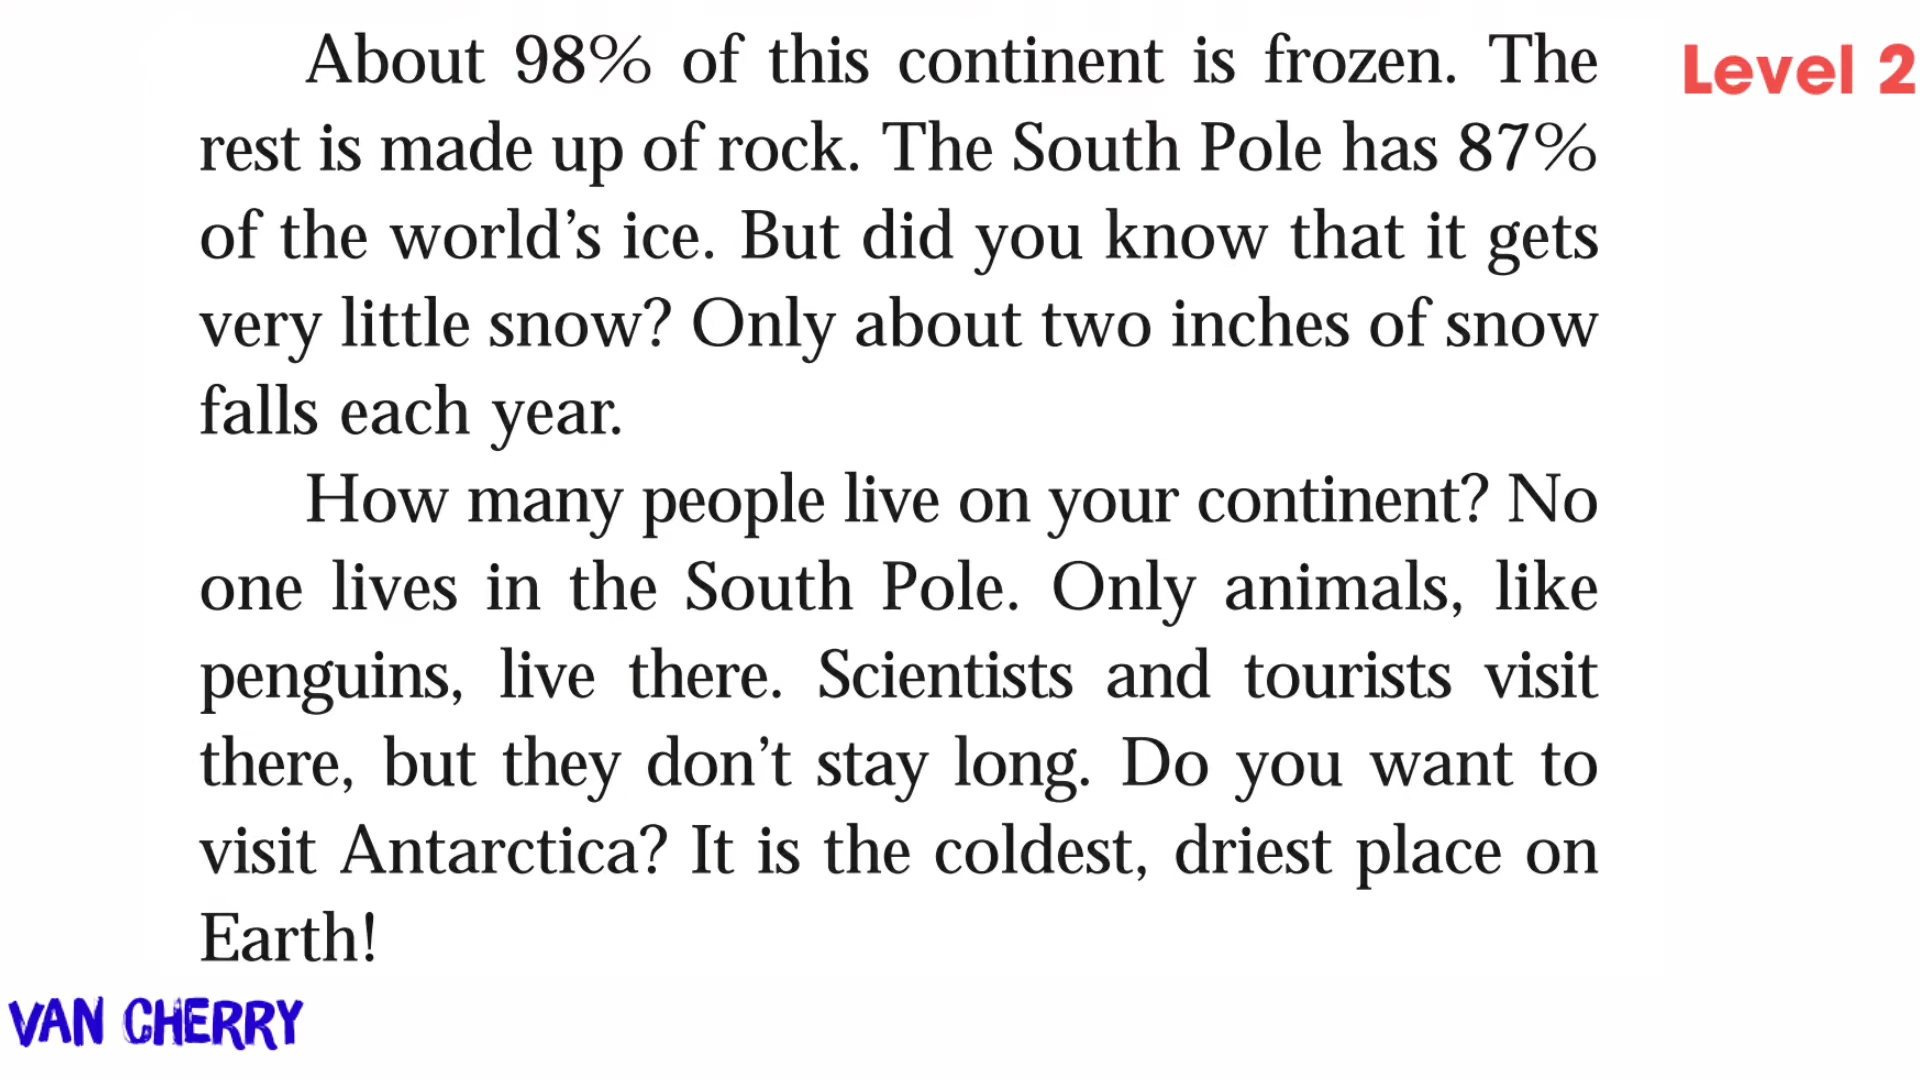 About 98% of this continent is frozen. The
rest is made up of rock. The South Pole has 87%
of the world’s ice. But did you know that it gets
very little snow? Only about two inches of snow
falls each year.
How many people live on your continent? No
one lives in the South Pole. Only animals, like
penguins, live there. Scientists and tourists visit
there, but they don’t stay long. Do you want to
visit Antarctica? It is the coldest, driest place on
Earth!
Level 2
VAN CHERRY